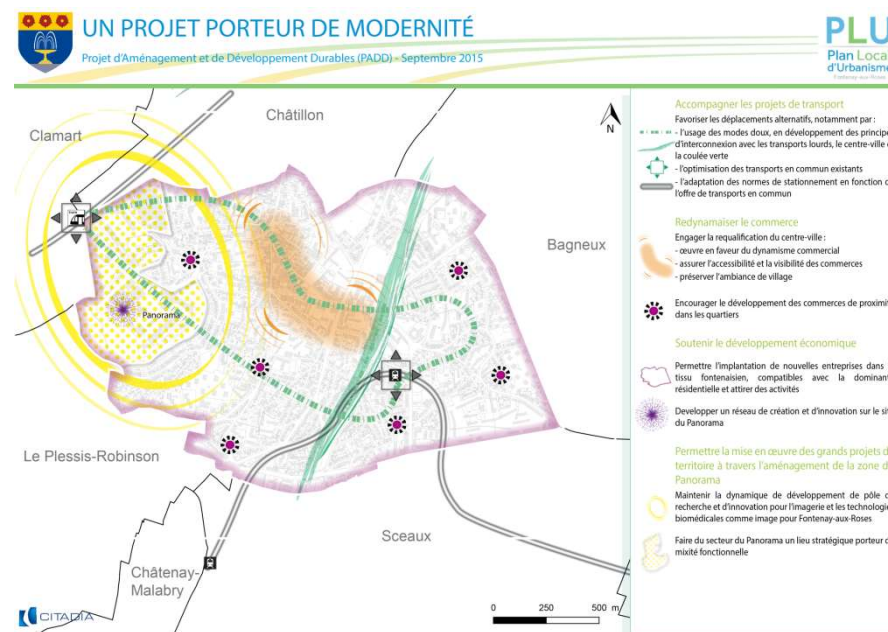 UN PROJET PORTEUR DE MODERNITÉ
Projet d'Aménagement et de Développement Durables (PADD) - Septembre 2015
PLU
Plan Loca
d'Urbanisme
Fontenay-aux-Roses
Clamart
Châtillon
N
Bagneux
Panorama
Le Plessis-Robinson
Sceaux
Châtenay-
Malabry
0 250 500 m
CITADIA
Accompagner les projets de transport
Favoriser les déplacements alternatifs, notamment par :
- l'usage des modes doux, en développement des principe
d'interconnexion avec les transports lourds, le centre-ville e
la coulée verte
- l'optimisation des transports en commun existants
- l'adaptation des normes de stationnement en fonction d
l'offre de transports en commun
Redynamaiser le commerce
Engager la requalification du centre-ville :
- œuvre en faveur du dynamisme commercial
- assurer l'accessibilité et la visibilité des commerces
- préserver l'ambiance de village
Encourager le développement des commerces de proximit
dans les quartiers
Soutenir le développement économique
Permettre l'implantation de nouvelles entreprises dans
tissu fontenaisien, compatibles avec la dominant
résidentielle et attirer des activités
Developper un réseau de création et d'innovation sur le sit
du Panorama
Permettre la mise en œuvre des grands projets d
territoire à travers l'aménagement de la zone d
Panorama
Maintenir la dynamique de développement de pôle d
recherche et d'innovation pour l'imagerie et les technologie
biomédicales comme image pour Fontenay-aux-Roses
Faire du secteur du Panorama un lieu stratégique porteur d
mixité fonctionnelle